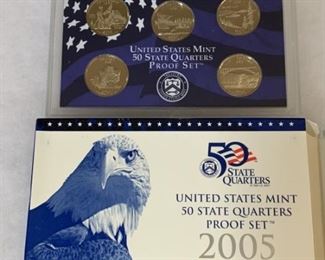 UNITED STATES MINT
50 STATE QUARTERS
PROOF SET™
50
STATE
QUARTERS
UNITED STATES MINT
50 STATE QUARTERS
PROOF SET™
2005